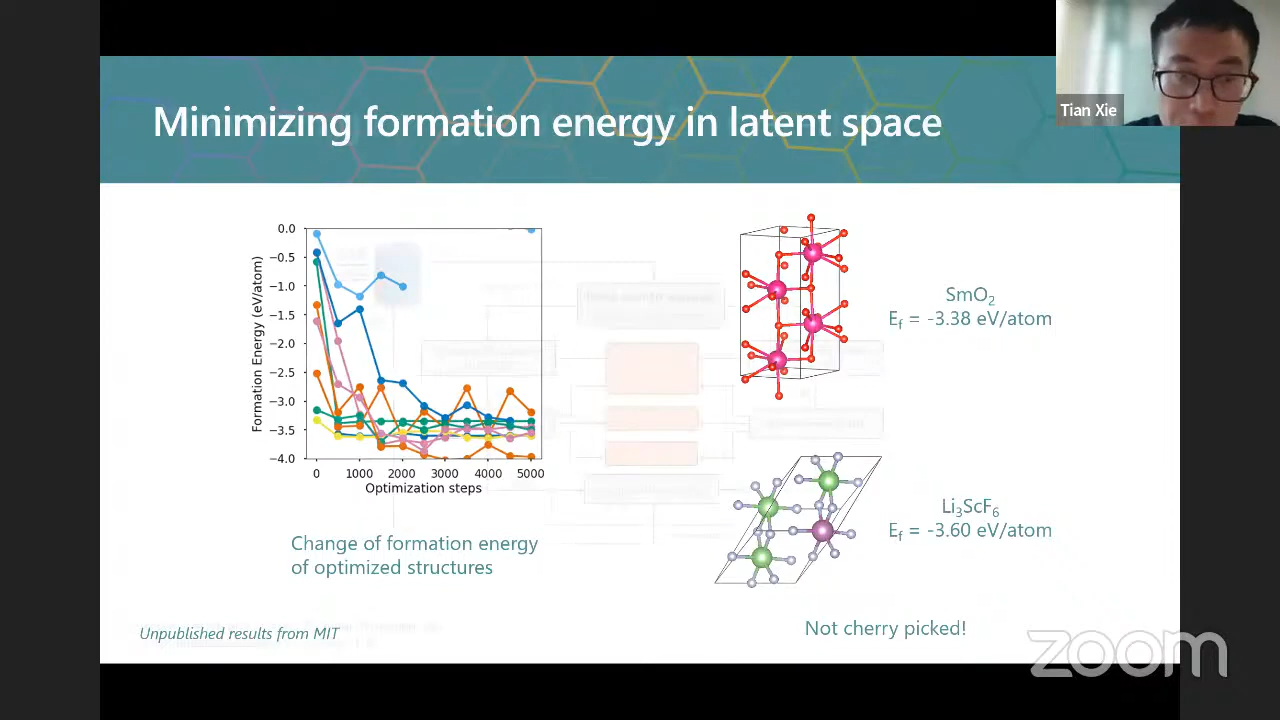 Tian Xie
Minimizing formation energy in latent space
Formation Energy (eV/atom)
0.0
−0.5
−1.0
−1.5
−2.0
−2.5
−3.0
−3.5
−4.0
0 1000 2000 3000 4000 5000
Optimization steps
Change of formation energy
of optimized structures
SmO₂
E_f = -3.38 eV/atom
Li₃ScF₆
E_f = -3.60 eV/atom
Unpublished results from MIT
Not cherry picked!
zoom